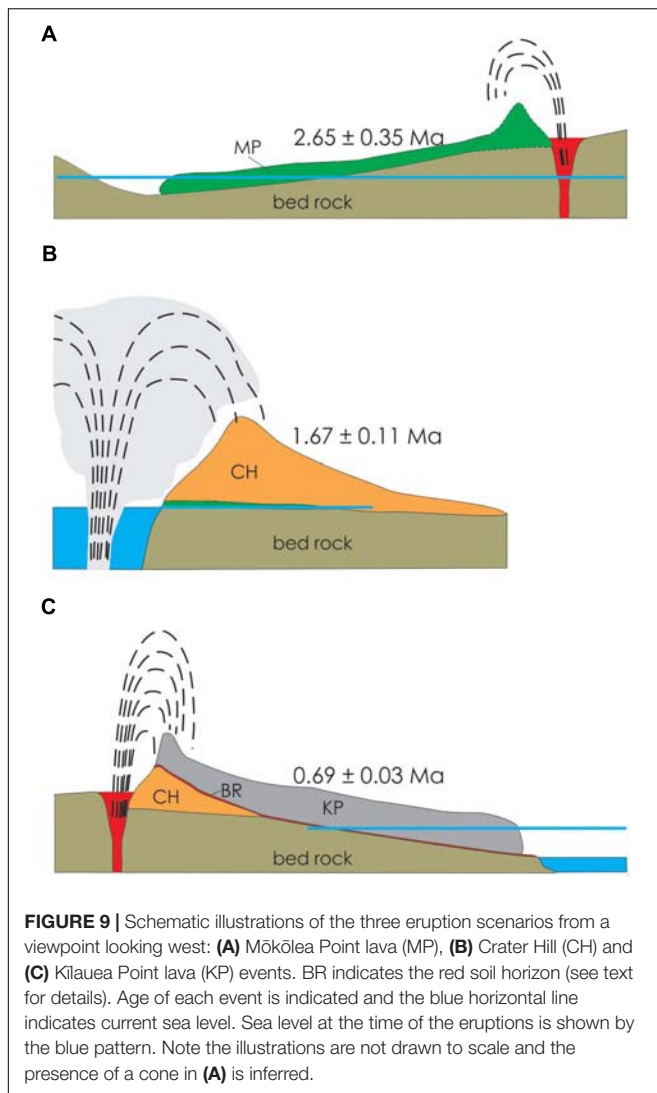 A
2.65 ± 0.35 Ma
MP
bed rock
B
1.67 ± 0.11 Ma
CH
bed rock
C
0.69 ± 0.03 Ma
BR
CH
KP
bed rock
FIGURE 9 | Schematic illustrations of the three eruption scenarios from a
viewpoint looking west: (A) Mōkōlea Point lava (MP), (B) Crater Hill (CH) and
(C) Kīlauea Point lava (KP) events. BR indicates the red soil horizon (see text
for details). Age of each event is indicated and the blue horizontal line
indicates current sea level. Sea level at the time of the eruptions is shown by
the blue pattern. Note the illustrations are not drawn to scale and the
presence of a cone in (A) is inferred.